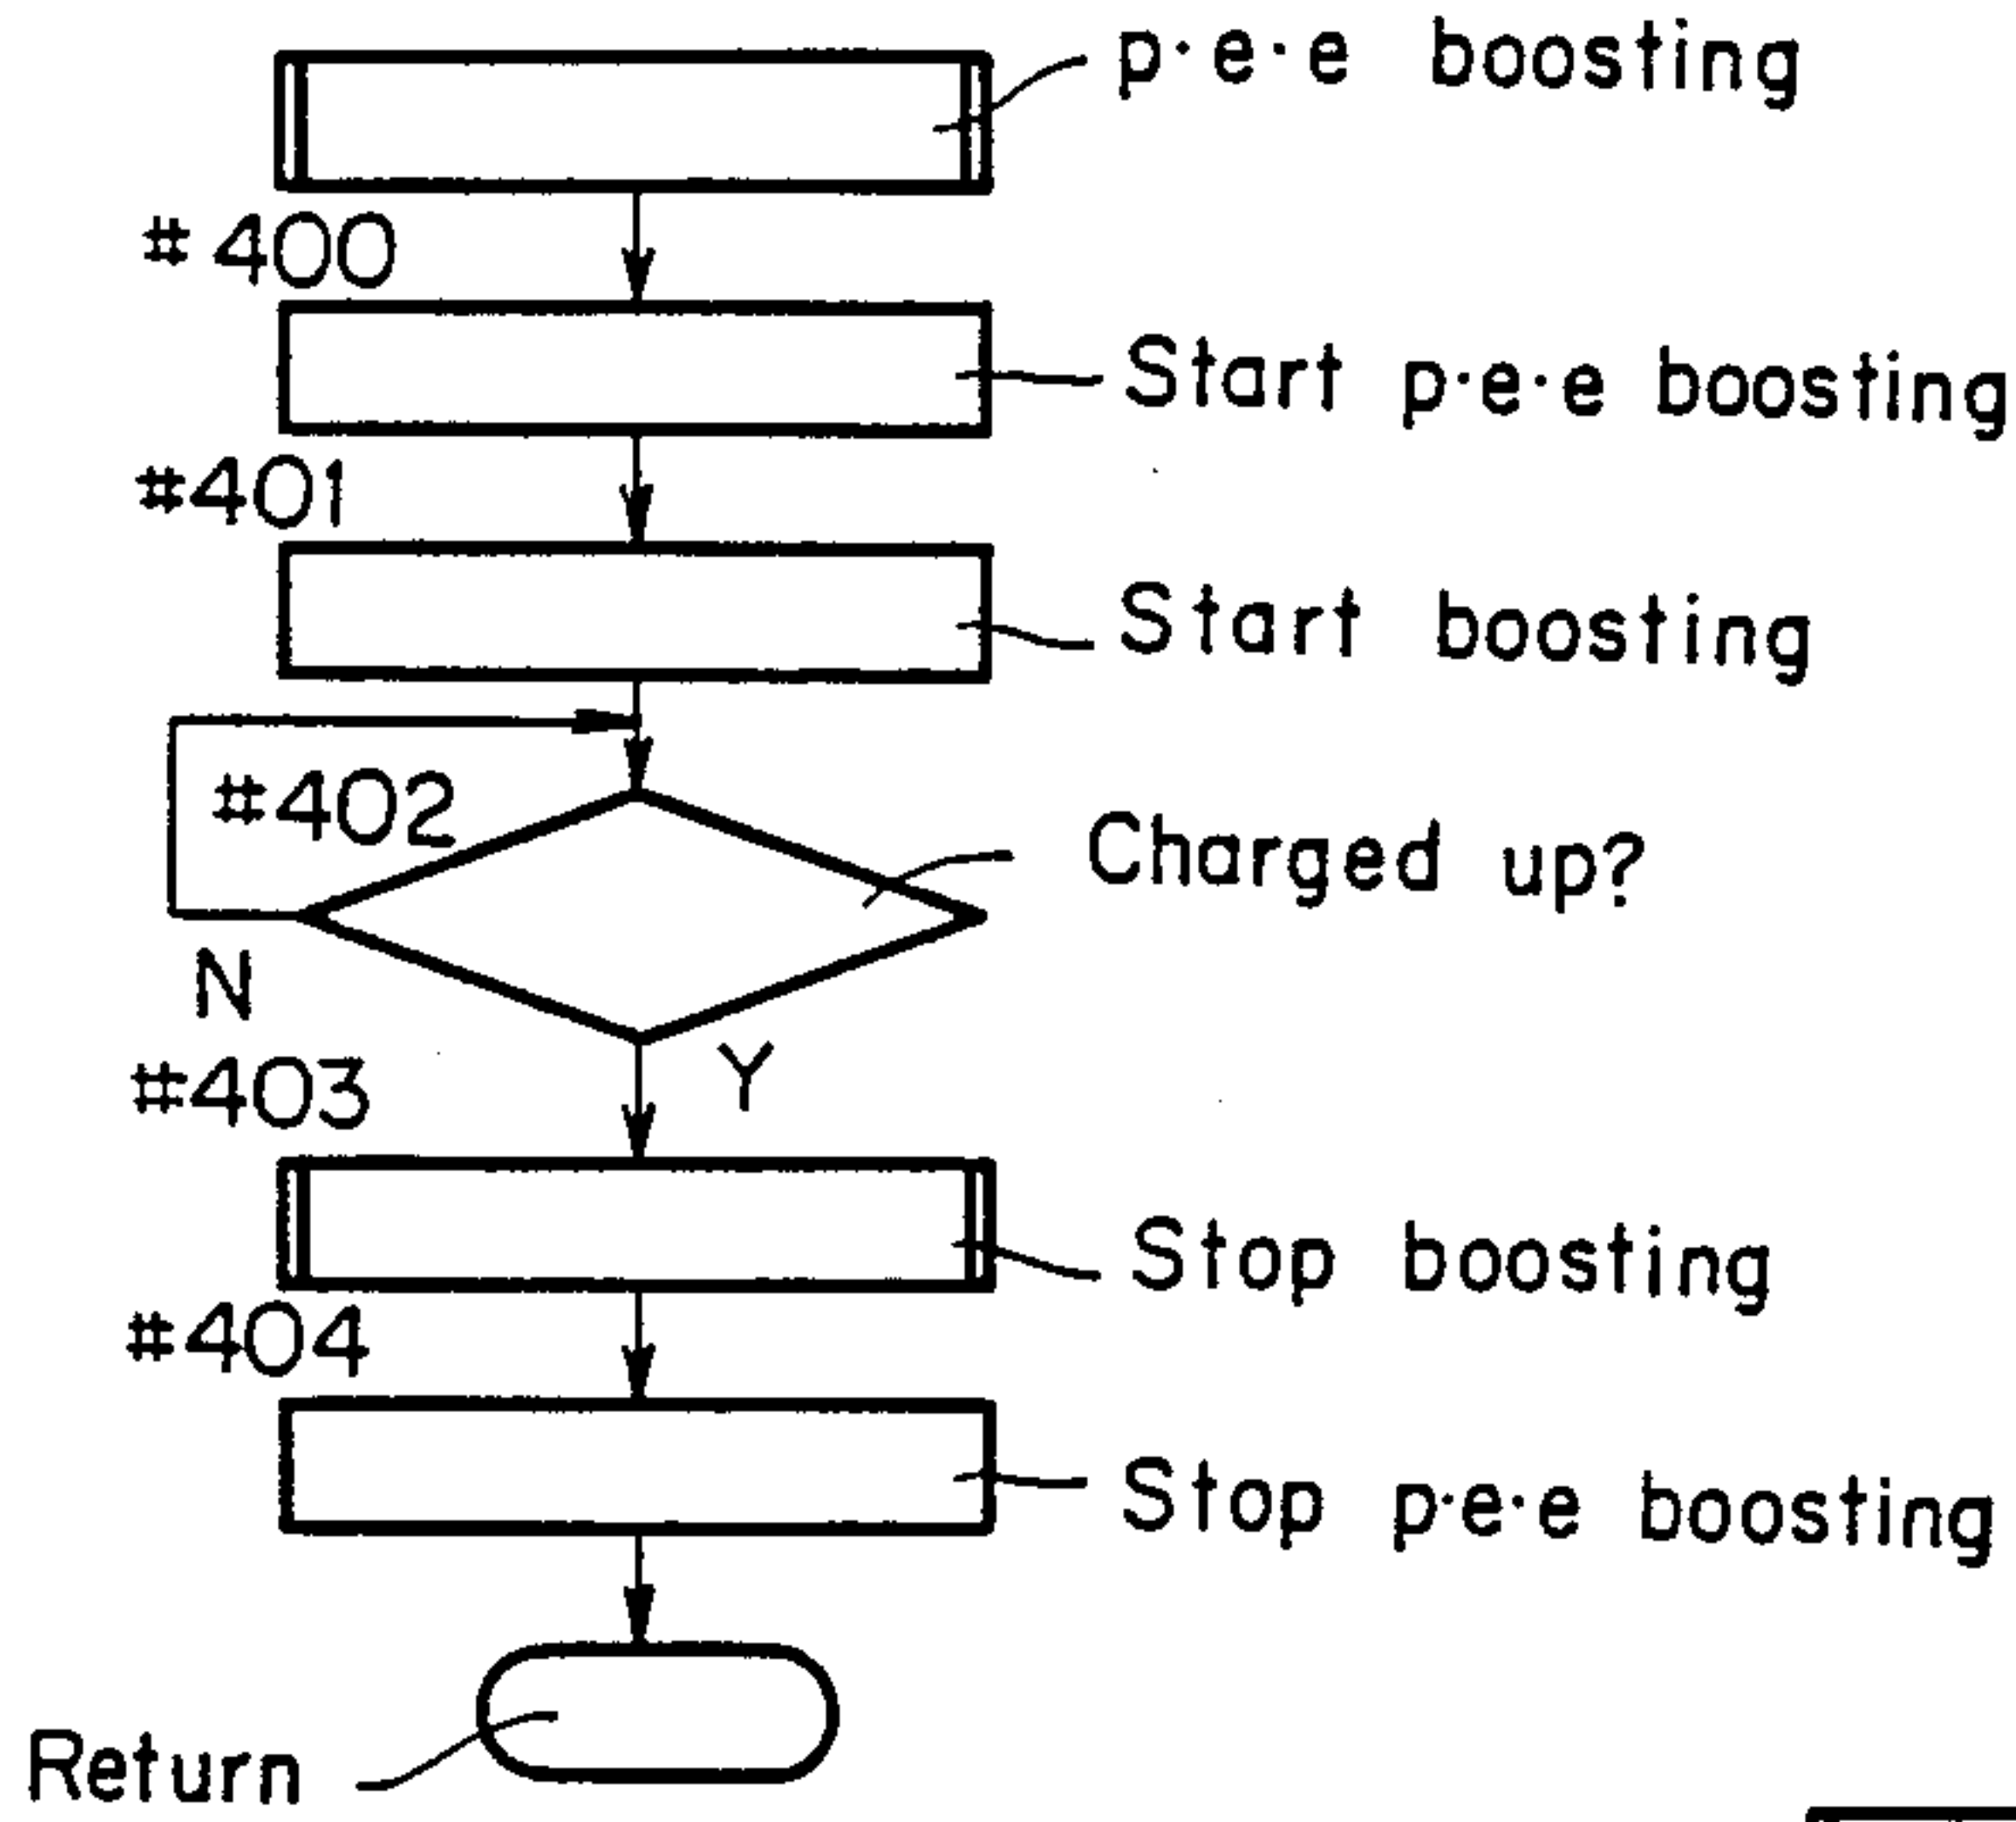 p·e·e boosting
#400
Start p·e·e boosting
#401
Start boosting
#402
Charged up?
N
Y
#403
Stop boosting
#404
Stop p·e·e boosting
Return